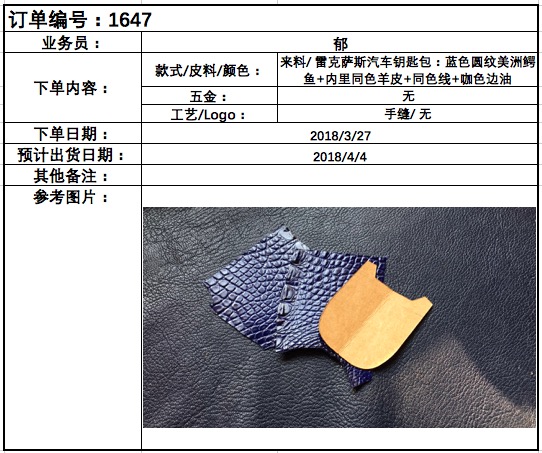 订单编号：1647
业务员：
郁
下单内容：
款式/皮料/颜色：
来料/ 雷克萨斯汽车钥匙包：蓝色圆纹美洲鳄
鱼+内里同色羊皮+同色线+咖色边油
五金：
无
工艺/Logo：
手缝/ 无
下单日期：
2018/3/27
预计出货日期：
2018/4/4
其他备注：
参考图片：